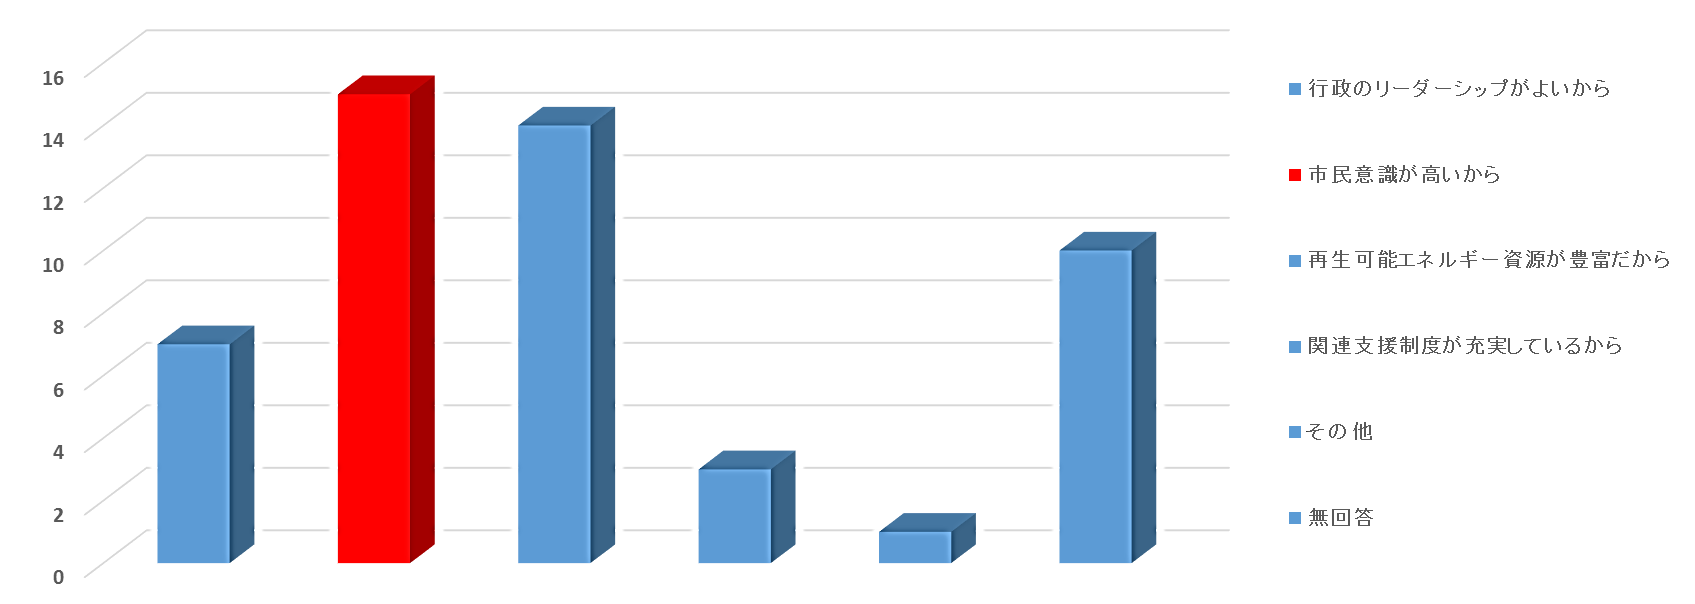 16
14
12
10
8
6
4
2
0
行政のリーダーシップがよいから
市民意識が高いから
再生可能エネルギー資源が豊富だから
関連支援制度が充実しているから
その他
無回答